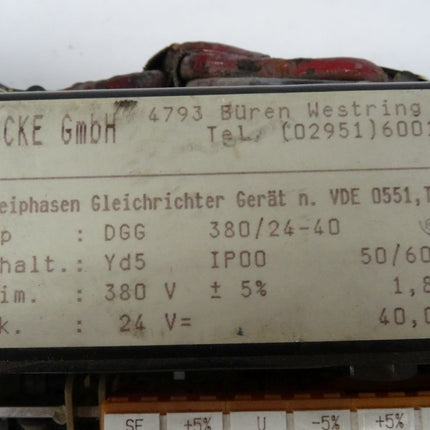 CKE GmbH 4793 Büren Westring
Tel. (02951)6001
eiphasen Gleichrichter Gerät n. VDE 0551,T
p : DGG 380/24-40
halt.: Yd5 IP00 50/60
im. : 380 V ± 5% 1,8
k. : 24 V= 40,0
SE +5% U -5% +5%